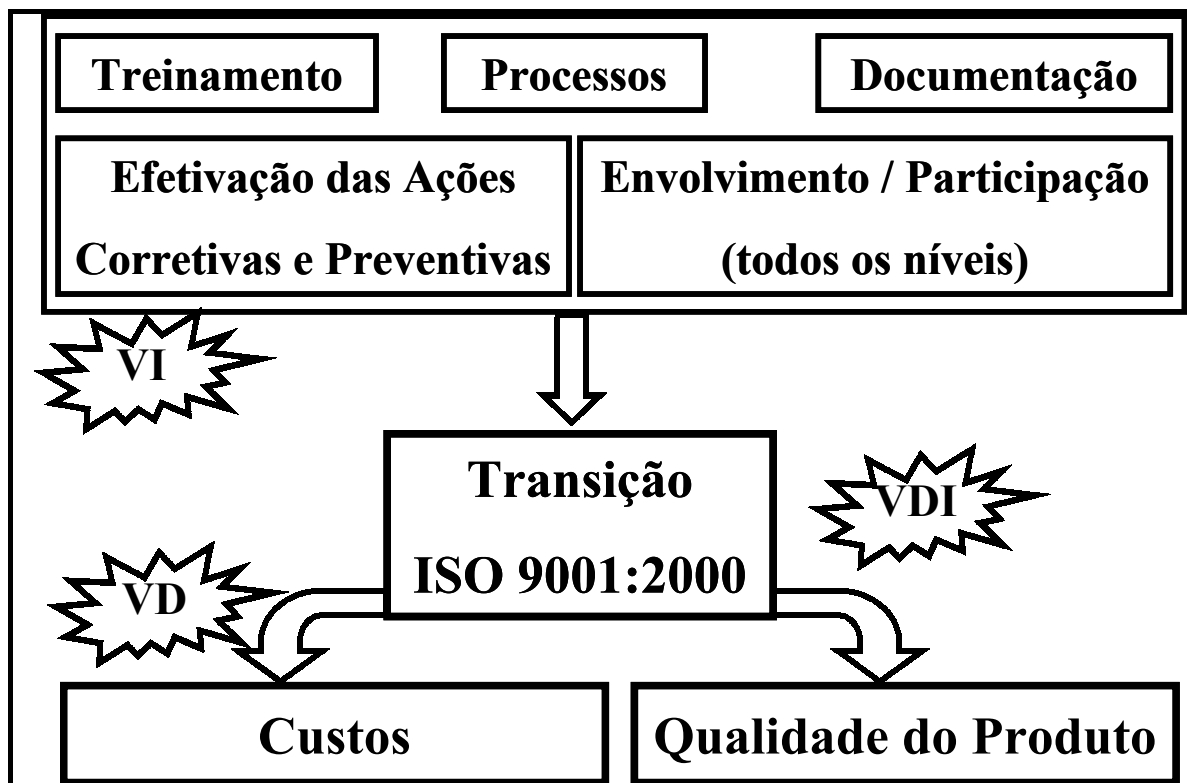 Treinamento
Processos
Documentação
Efetivação das Ações
Corretivas e Preventivas
Envolvimento / Participação
(todos os níveis)
VI
Transição
ISO 9001:2000
VDI
VD
Custos
Qualidade do Produto